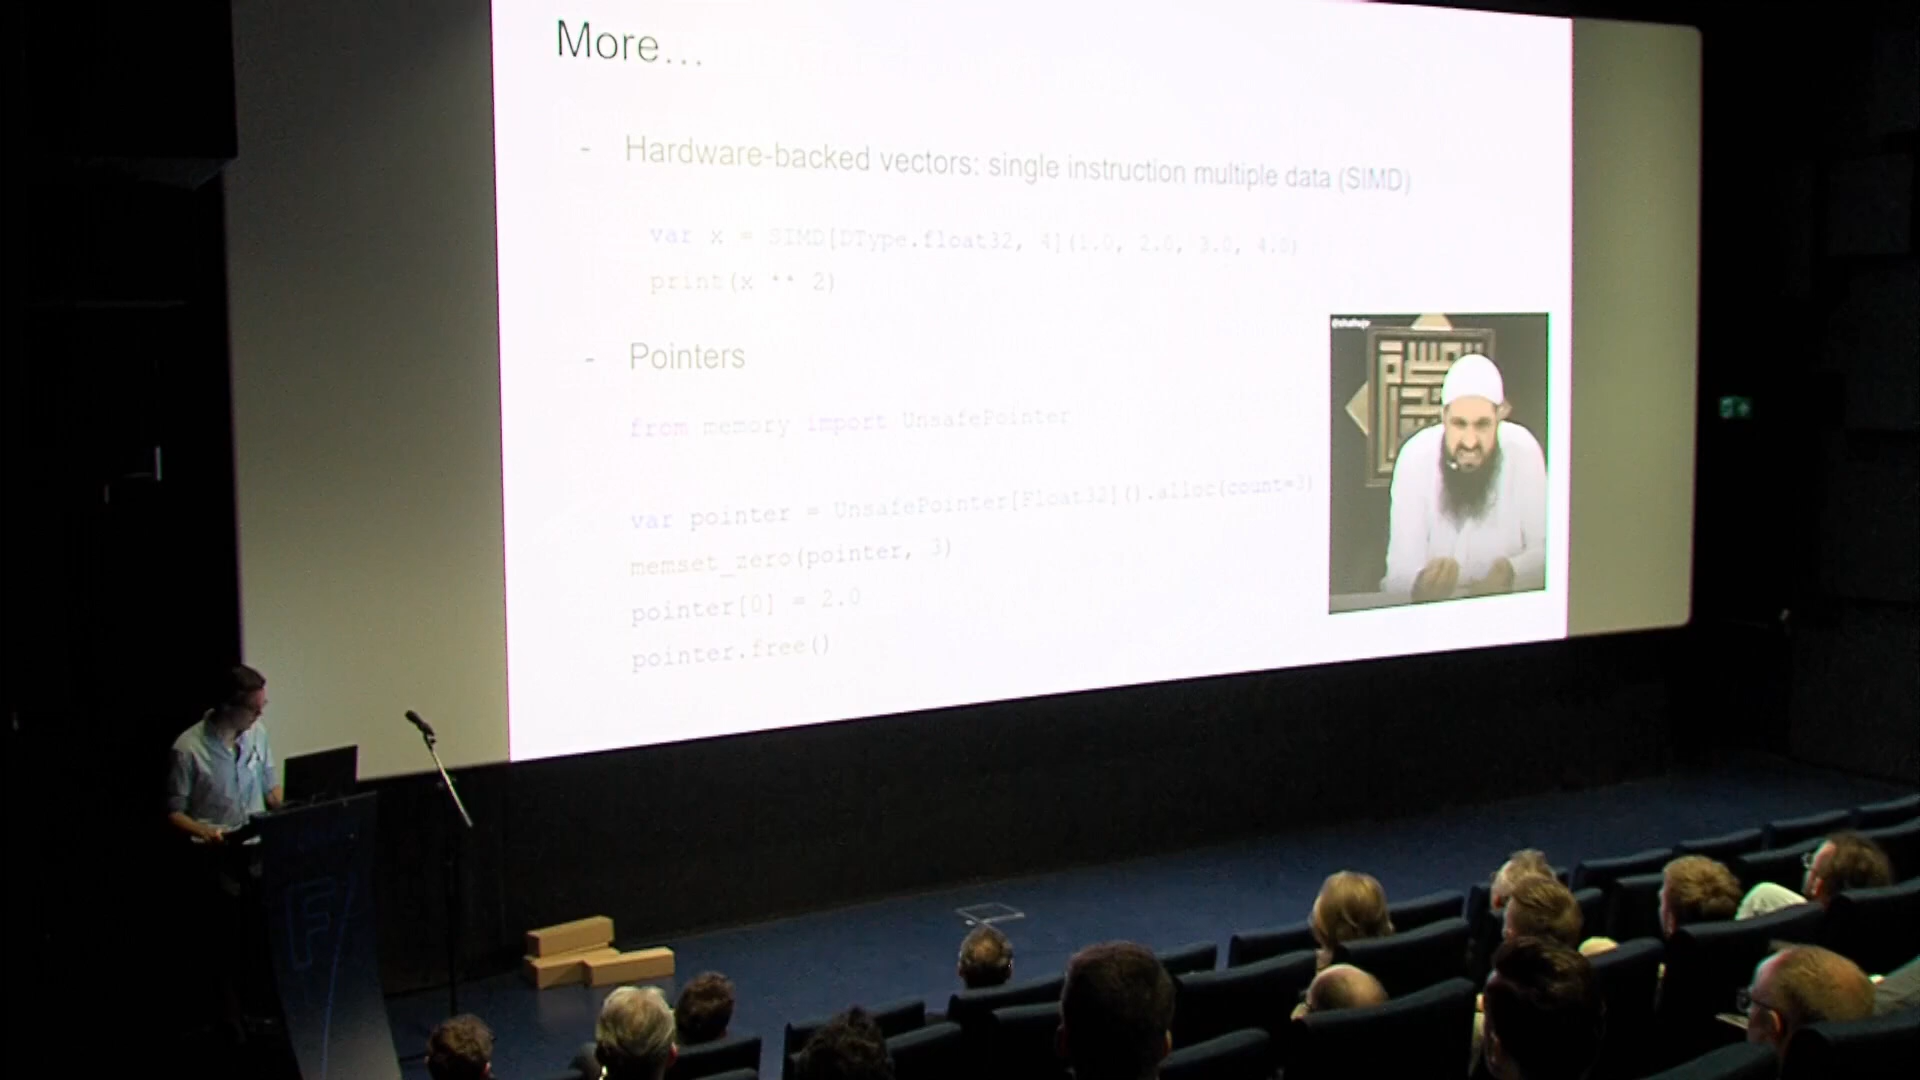 More...
- Hardware-backed vectors: single instruction multiple data (SIMD)
var x = SIMD[DType.float32, 4](1.0, 2.0, 3.0, 4.0)
print(x ** 2)
- Pointers
from memory import UnsafePointer
var pointer = UnsafePointer[Float32]().alloc(count=3)
memset_zero(pointer, 3)
pointer[0] = 2.0
pointer.free()